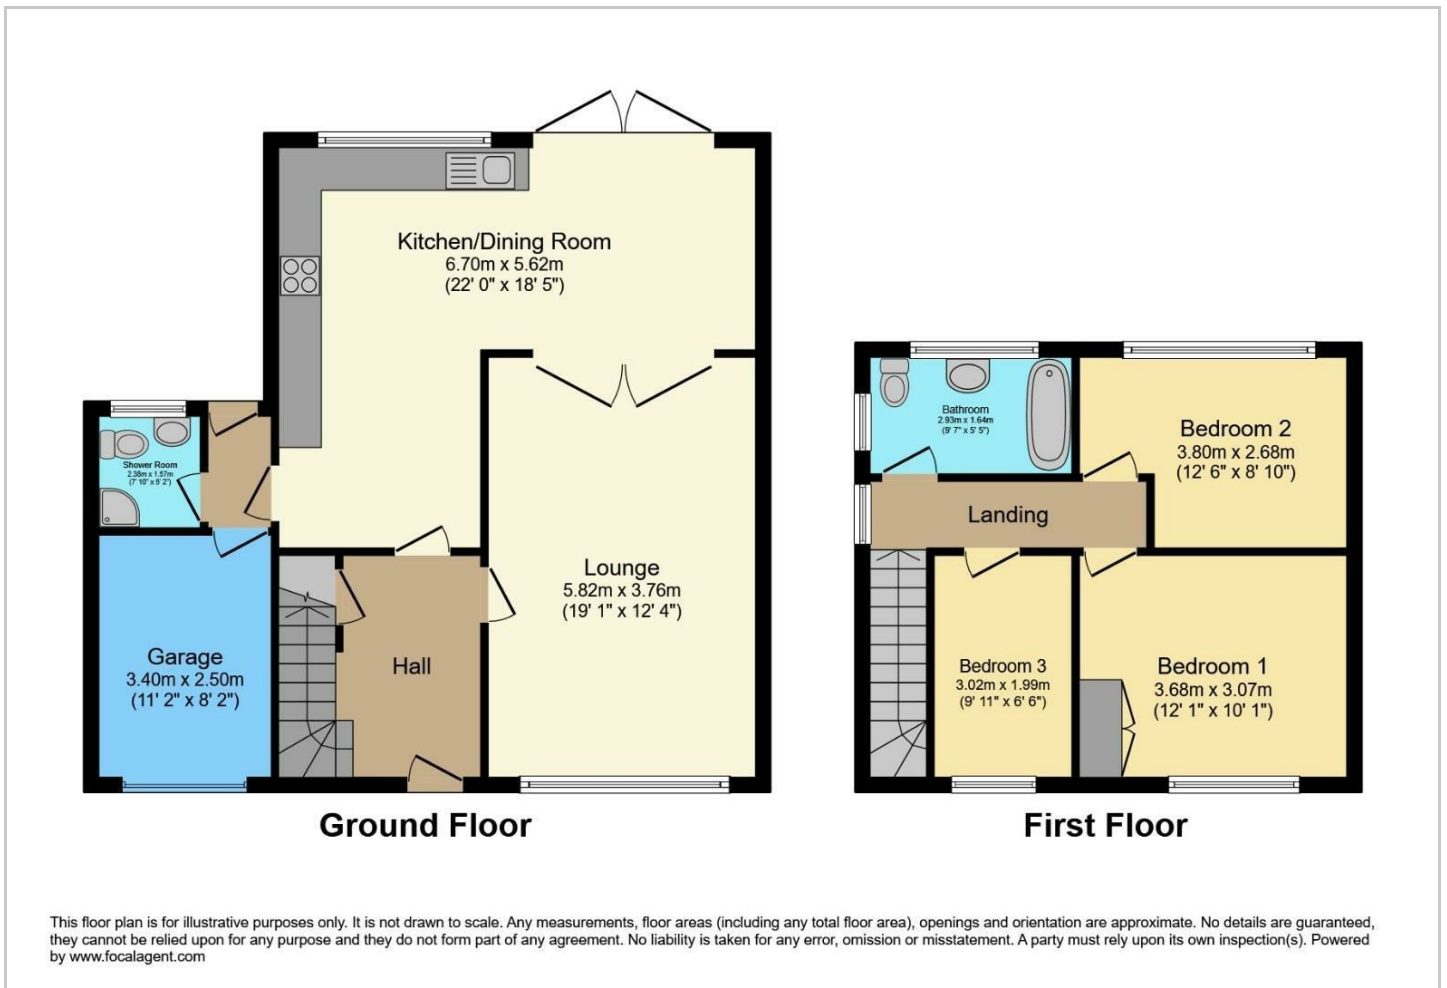 Kitchen/Dining Room
6.70m x 5.62m
(22' 0" x 18' 5")
Shower Room
2.38m x 1.57m
(7' 10" x 5' 2")
Lounge
5.82m x 3.76m
(19' 1" x 12' 4")
Garage
3.40m x 2.50m
(11' 2" x 8' 2")
Hall
Ground Floor
Bathroom
2.93m x 1.64m
(9' 7" x 5' 5")
Bedroom 2
3.80m x 2.68m
(12' 6" x 8' 10")
Landing
Bedroom 3
3.02m x 1.99m
(9' 11" x 6' 6")
Bedroom 1
3.68m x 3.07m
(12' 1" x 10' 1")
First Floor
This floor plan is for illustrative purposes only. It is not drawn to scale. Any measurements, floor areas (including any total floor area), openings and orientation are approximate. No details are guaranteed,
they cannot be relied upon for any purpose and they do not form part of any agreement. No liability is taken for any error, omission or misstatement. A party must rely upon its own inspection(s). Powered
by www.focalagent.com